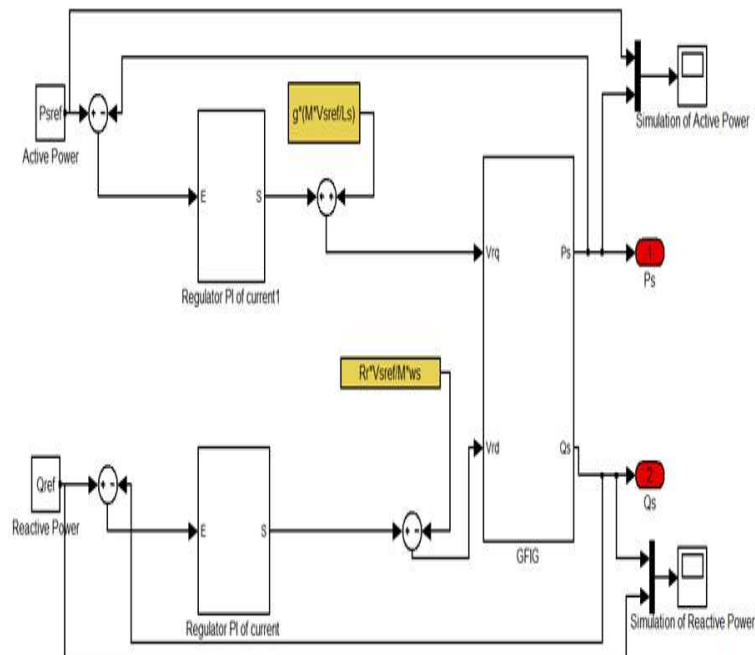 Psref
Active Power
+ -
g*(M*Vsref/Ls)
Simulation of Active Power
E
S
+ +
Regulator PI of current1
Vrq
Ps
1
Ps
Rr*Vsref/M*ws
Vrd
Qs
Qref
Reactive Power
+ -
2
Qs
E
S
+ -
GFIG
Regulator PI of current
Simulation of Reactive Power